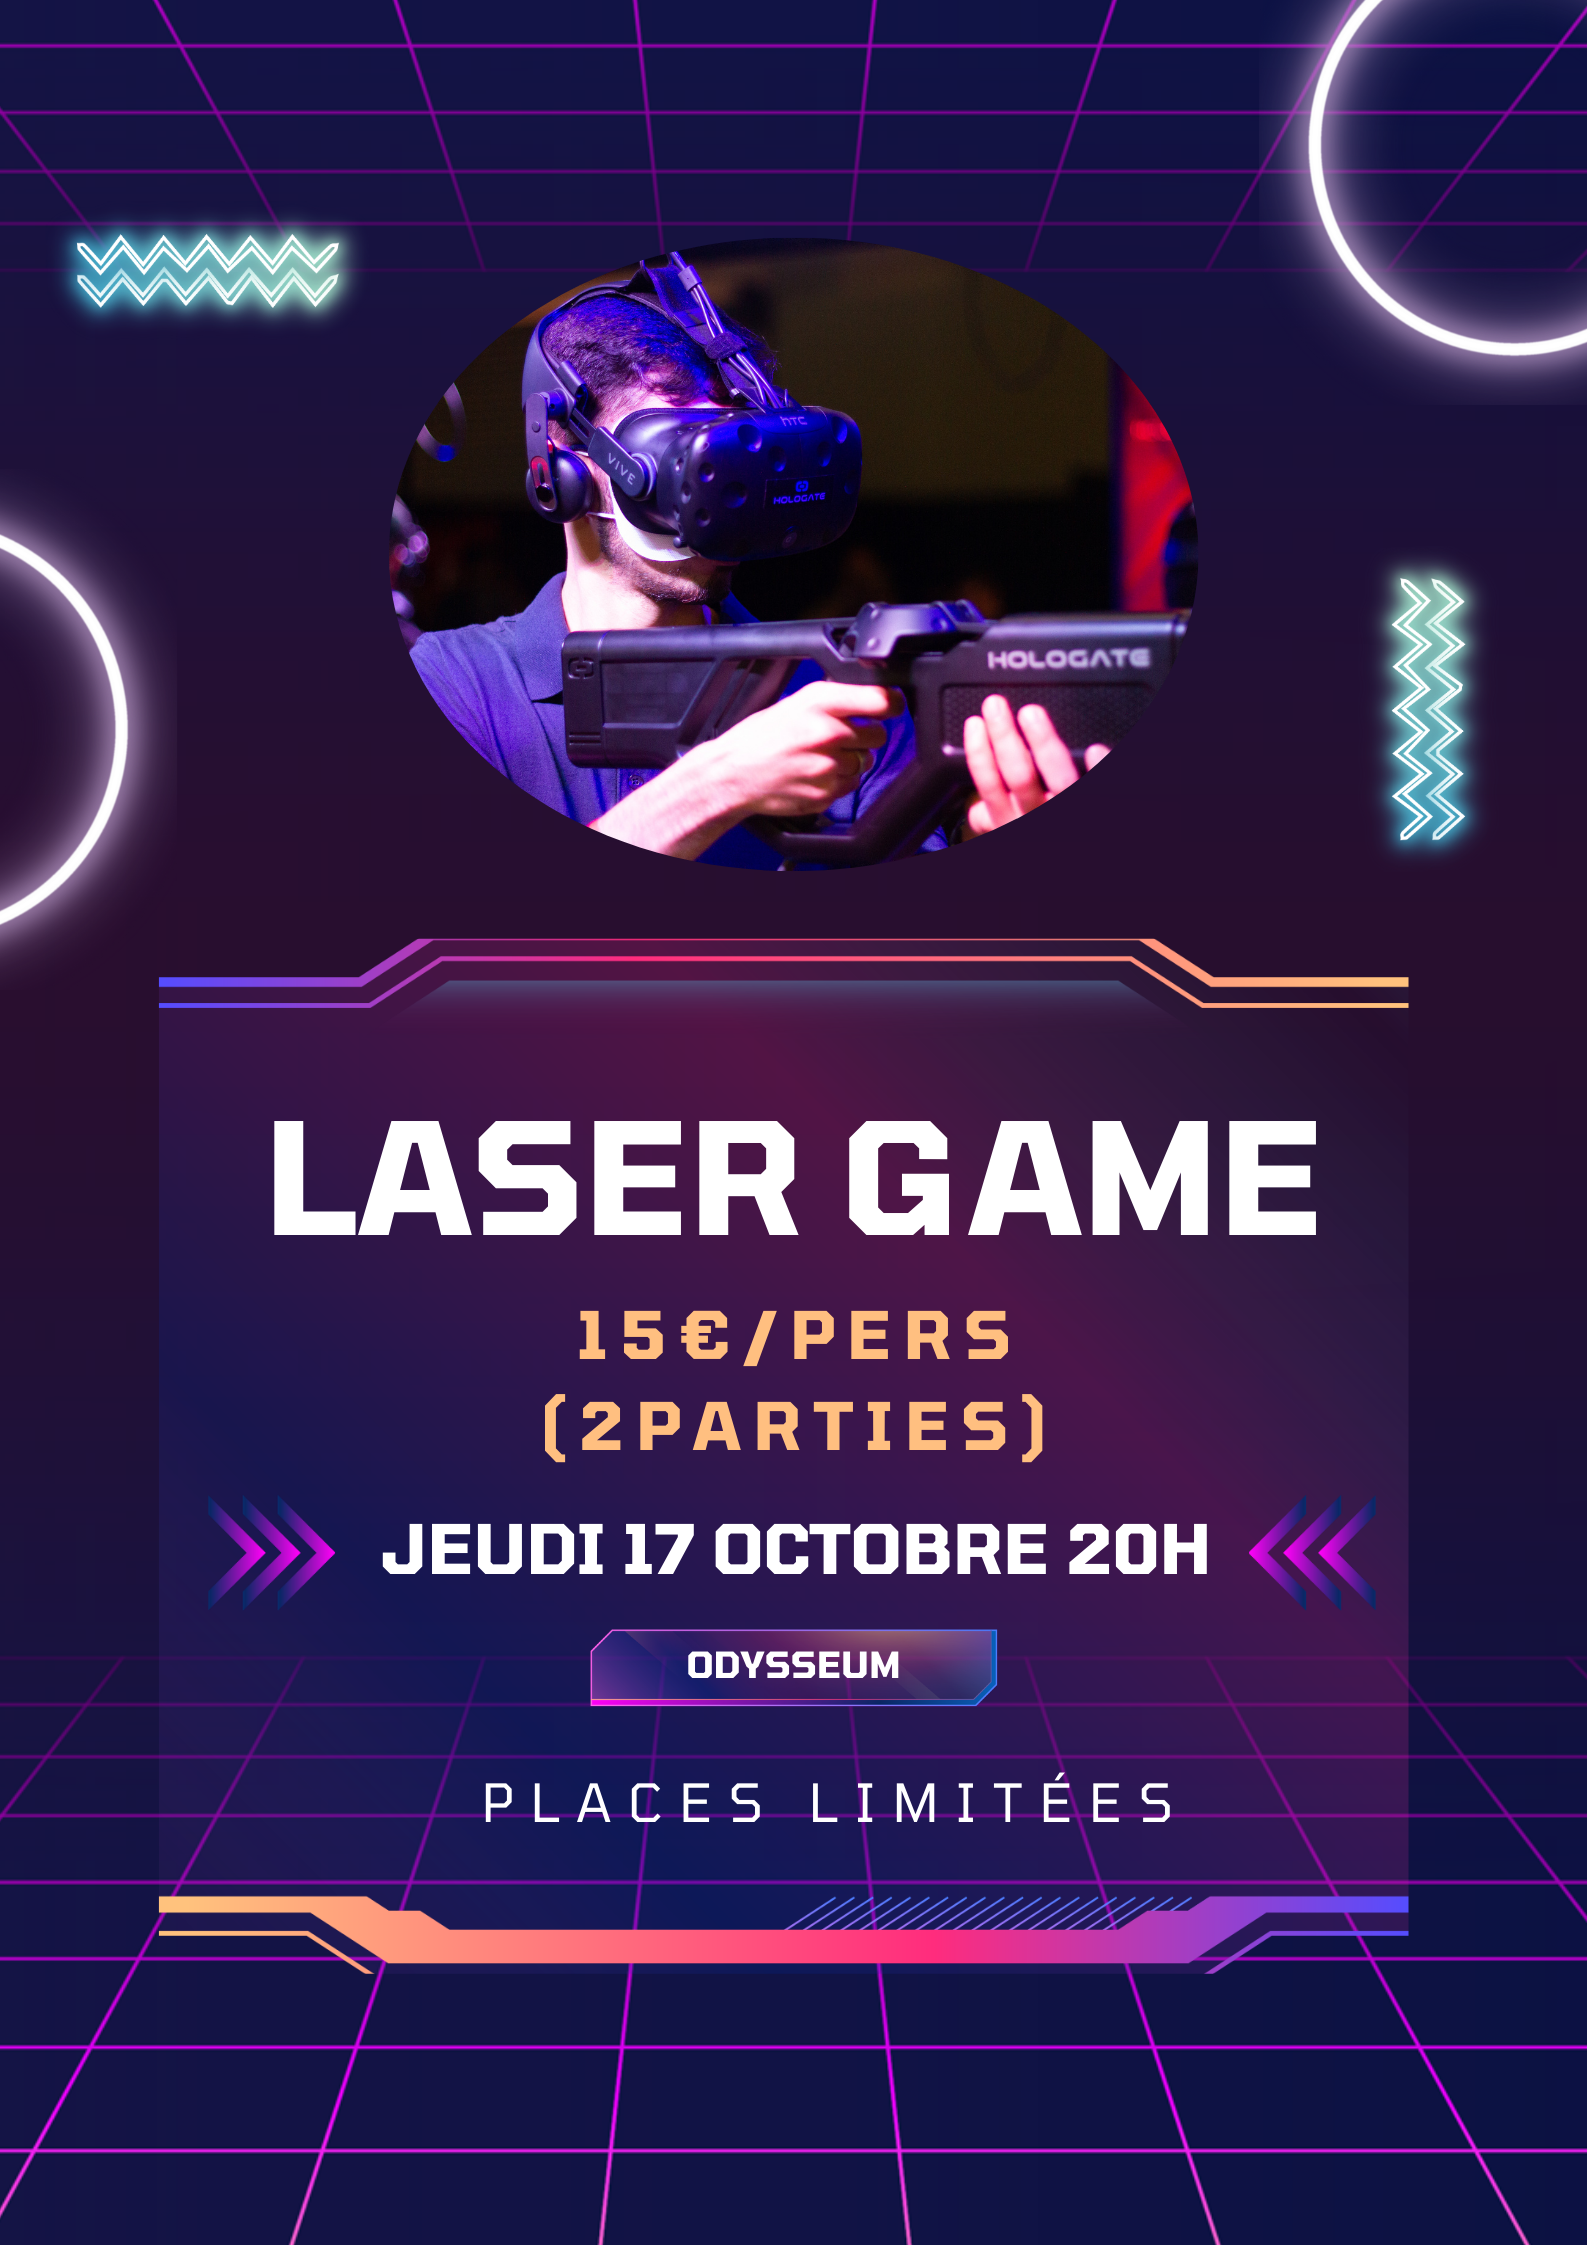 hTC
VIVE
HOLOGATE
HOLOGATE
LASER GAME
15€/PERS
(2PARTIES)
JEUDI 17 OCTOBRE 20H
ODYSSEUM
PLACES LIMITÉES